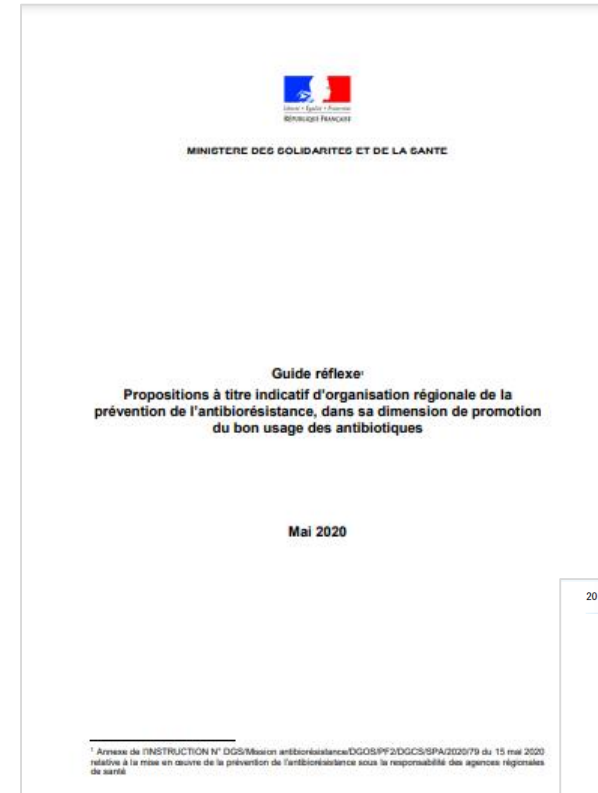 Liberté • Égalité • Fraternité
RÉPUBLIQUE FRANÇAISE
MINISTERE DES SOLIDARITES ET DE LA SANTE
Guide réflexe¹
Propositions à titre indicatif d'organisation régionale de la
prévention de l'antibiorésistance, dans sa dimension de promotion
du bon usage des antibiotiques
Mai 2020
20
¹ Annexe de l'INSTRUCTION N° DGS/Mission antibiorésistance/DGOS/PF2/DGCS/SPA/2020/79 du 15 mai 2020
relative à la mise en œuvre de la prévention de l'antibiorésistance sous la responsabilité des agences régionales
de santé